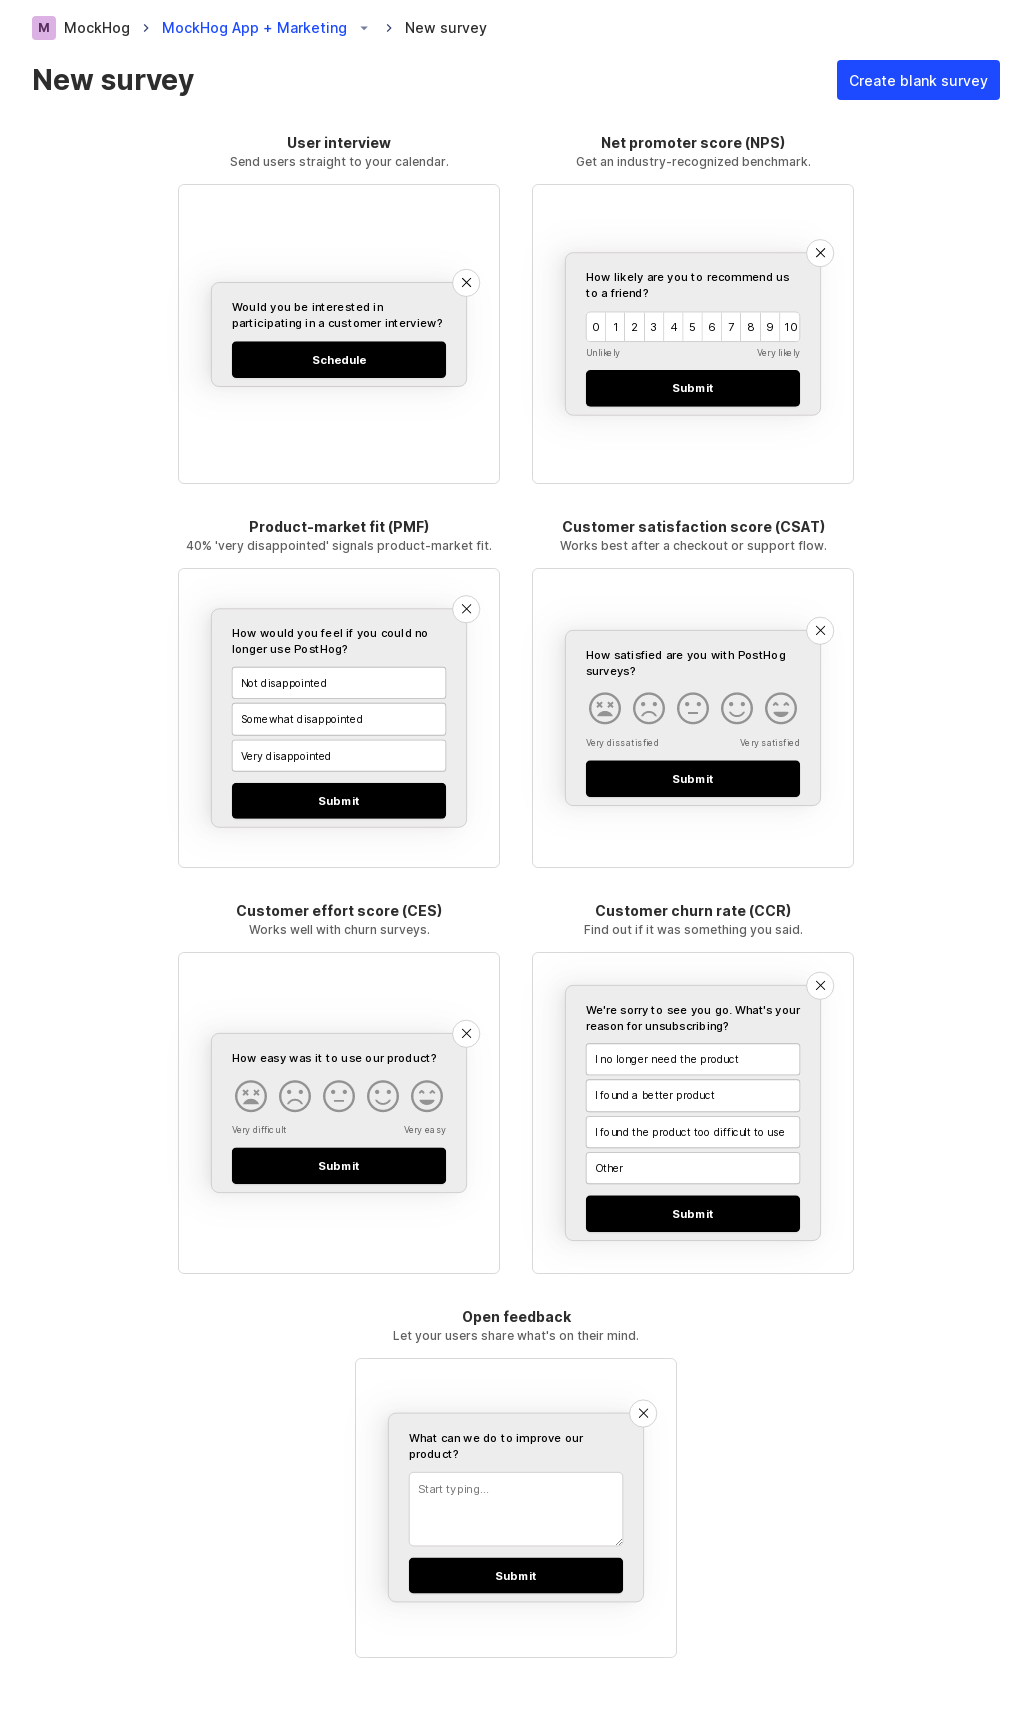 M MockHog MockHog App + Marketing New survey
New survey
Create blank survey
User interview
Send users straight to your calendar.
Would you be interested in
participating in a customer interview?
Schedule
Net promoter score (NPS)
Get an industry-recognized benchmark.
How likely are you to recommend us
to a friend?
0 1 2 3 4 5 6 7 8 9 10
Unlikely Very likely
Submit
Product-market fit (PMF)
40% 'very disappointed' signals product-market fit.
How would you feel if you could no
longer use PostHog?
Not disappointed
Somewhat disappointed
Very disappointed
Submit
Customer satisfaction score (CSAT)
Works best after a checkout or support flow.
How satisfied are you with PostHog
surveys?
Very dissatisfied Very satisfied
Submit
Customer effort score (CES)
Works well with churn surveys.
How easy was it to use our product?
Very difficult Very easy
Submit
Customer churn rate (CCR)
Find out if it was something you said.
We're sorry to see you go. What's your
reason for unsubscribing?
I no longer need the product
I found a better product
I found the product too difficult to use
Other
Submit
Open feedback
Let your users share what's on their mind.
What can we do to improve our
product?
Start typing...
Submit